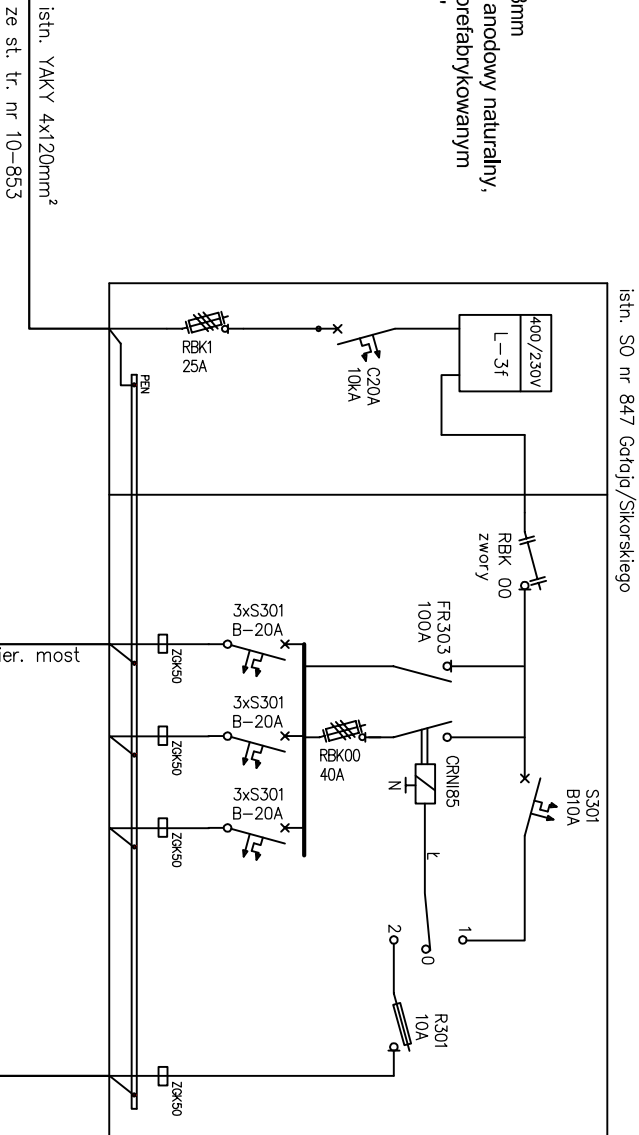 3mm
anodowy naturalny,
prefabrykowanym
istn. YAKY 4x120mm²
ze st. tr. nr 10-853
istn. SO nr 847 Gałaja/Sikorskiego
400/230V
L-3f
RBK1
25A
C20A
10kA
PEN
RBK 00
zwory
FR303
100A
3xS301
B-20A
3xS301
B-20A
3xS301
B-20A
RBK00
40A
CRNI85
N
Ł
S301
B10A
1
0
2
R301
10A
ZGK50
ZGK50
ZGK50
ZGK50
ier. most